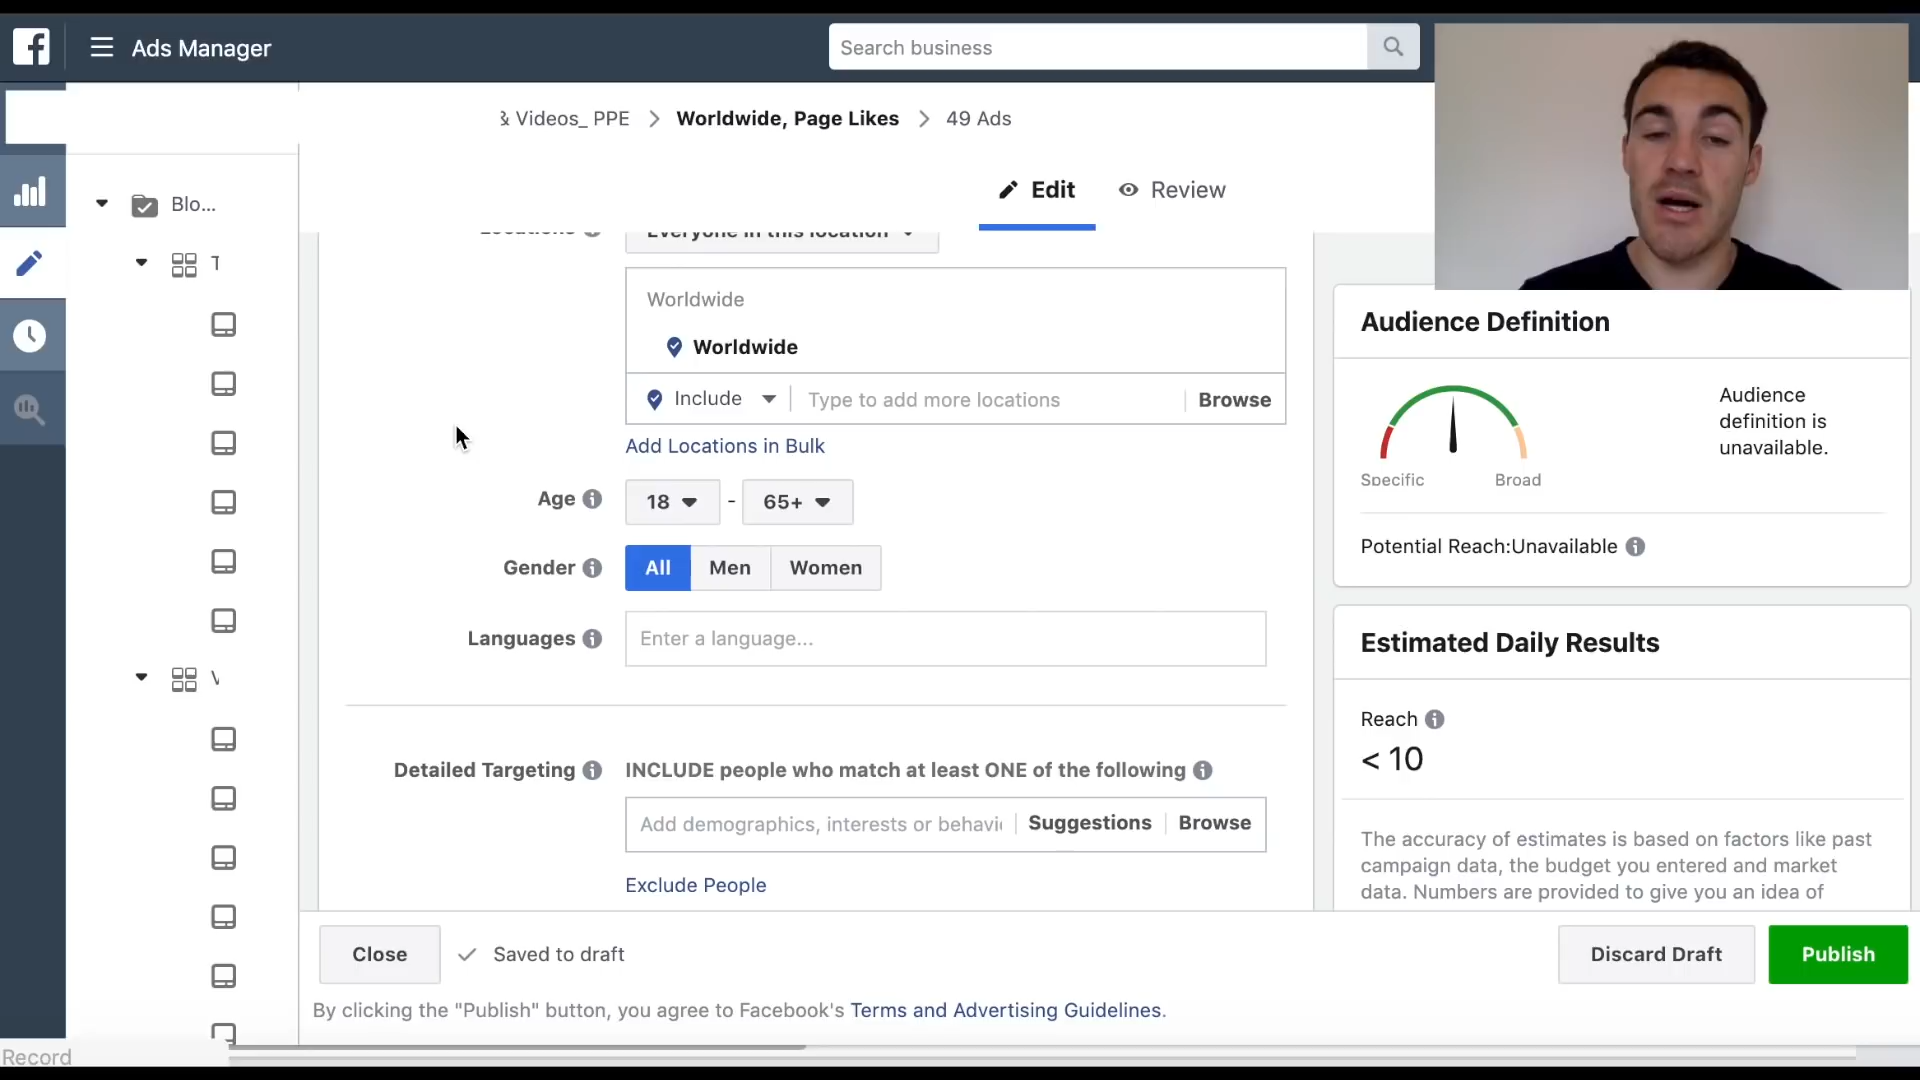 Ads Manager
Search business
& Videos_ PPE
Worldwide, Page Likes
49 Ads
Edit
Review
Blo...
T
Locations
Everyone in this location
Worldwide
Worldwide
Include
Type to add more locations
Browse
Add Locations in Bulk
Age
18
-
65+
Gender
All
Men
Women
Languages
Enter a language...
Detailed Targeting
INCLUDE people who match at least ONE of the following
Add demographics, interests or behavi
Suggestions
Browse
Exclude People
Audience Definition
Audience
definition is
unavailable.
Specific
Broad
Potential Reach:Unavailable
Estimated Daily Results
Reach
< 10
The accuracy of estimates is based on factors like past
campaign data, the budget you entered and market
data. Numbers are provided to give you an idea of
Close
Saved to draft
Discard Draft
Publish
By clicking the "Publish" button, you agree to Facebook's Terms and Advertising Guidelines.
Record